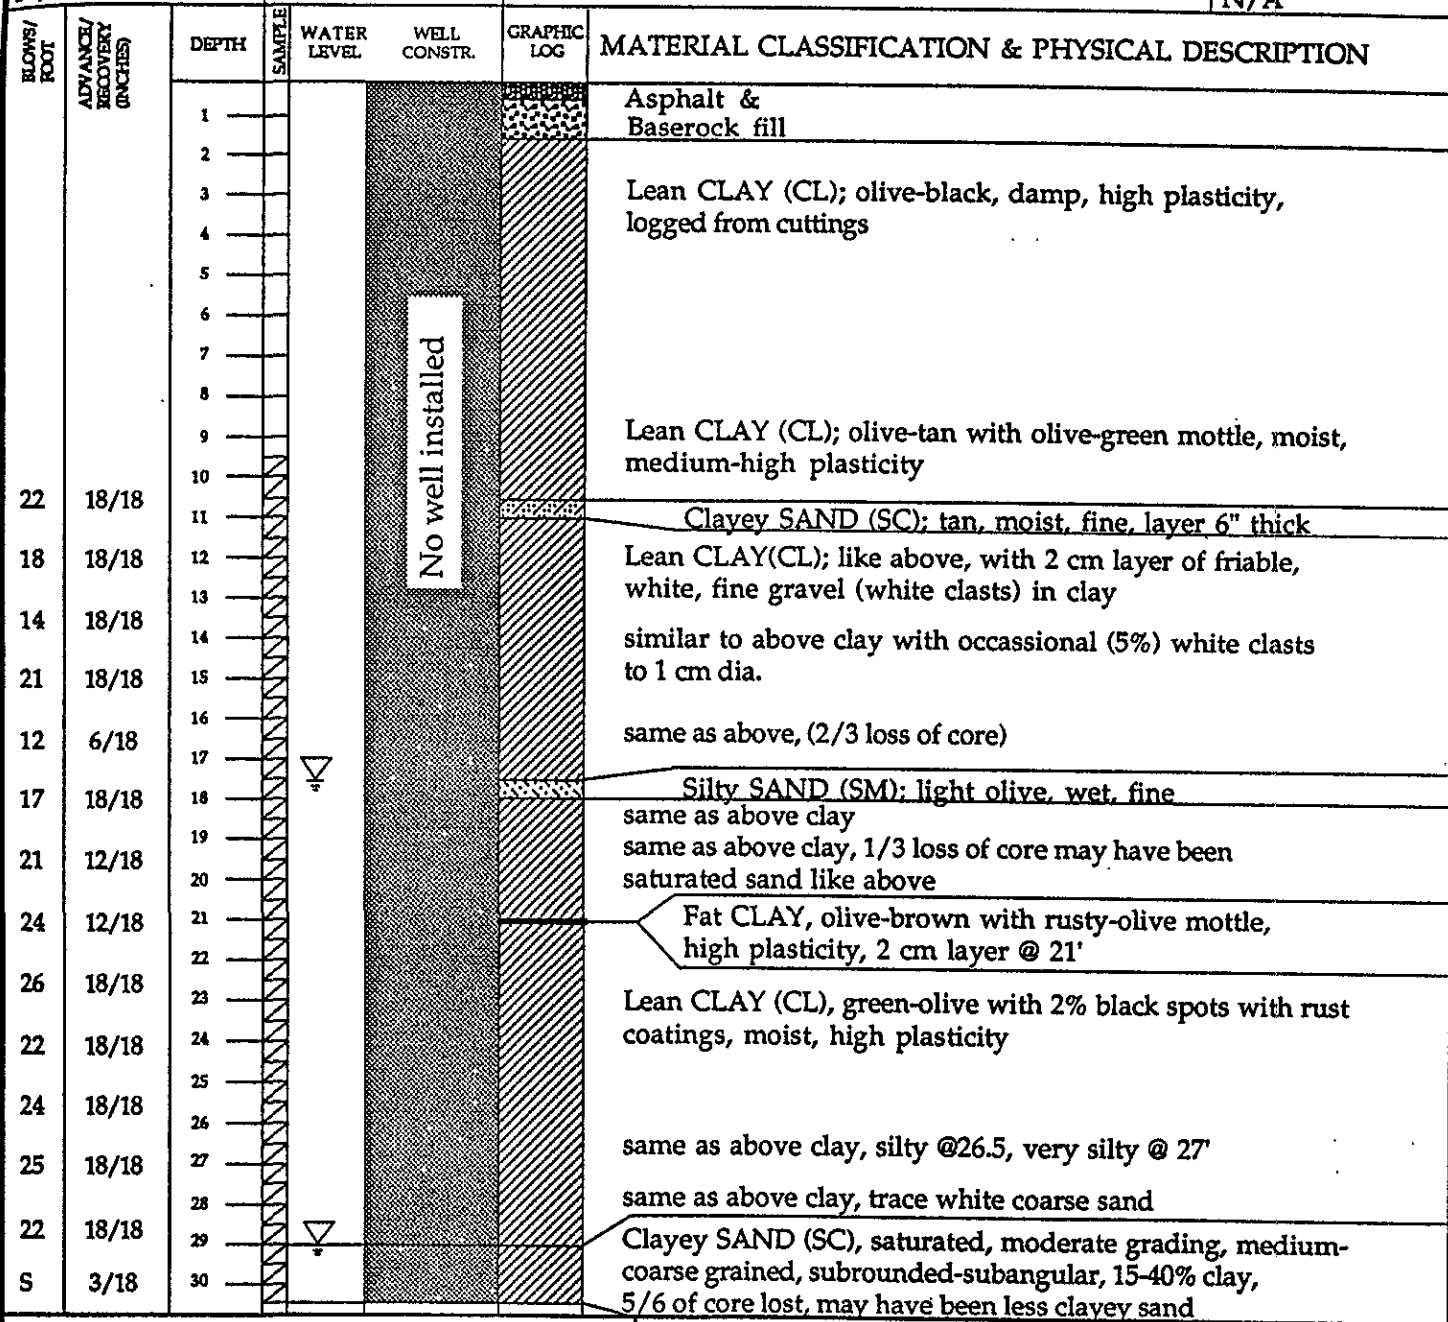 N/A
BLOWS/
FOOT
ADVANCE/
RECOVERY
(INCHES)
DEPTH
SAMPLE
WATER
LEVEL
WELL
CONSTR.
GRAPHIC
LOG
MATERIAL CLASSIFICATION & PHYSICAL DESCRIPTION
Asphalt &
1
Baserock fill
2
3
Lean CLAY (CL); olive-black, damp, high plasticity,
logged from cuttings
4
5
6
7
8
No well installed
9
Lean CLAY (CL); olive-tan with olive-green mottle, moist,
medium-high plasticity
10
22 18/18
11
Clayey SAND (SC); tan, moist, fine, layer 6" thick
18 18/18 12
Lean CLAY(CL); like above, with 2 cm layer of friable,
white, fine gravel (white clasts) in clay
13
14 18/18
14
similar to above clay with occassional (5%) white clasts
to 1 cm dia.
21 18/18 15
16
12 6/18
same as above, (2/3 loss of core)
17
17 18/18 18
Silty SAND (SM); light olive, wet, fine
same as above clay
19
same as above clay, 1/3 loss of core may have been
21 12/18
saturated sand like above
20
24 12/18 21
Fat CLAY, olive-brown with rusty-olive mottle,
high plasticity, 2 cm layer @ 21'
22
26 18/18
23
Lean CLAY (CL), green-olive with 2% black spots with rust
coatings, moist, high plasticity
24
22 18/18
25
24 18/18
26
same as above clay, silty @26.5, very silty @ 27'
25 18/18 27
28
same as above clay, trace white coarse sand
22 18/18
29
Clayey SAND (SC), saturated, moderate grading, medium-
coarse grained, subrounded-subangular, 15-40% clay,
S 3/18 30
5/6 of core lost, may have been less clayey sand